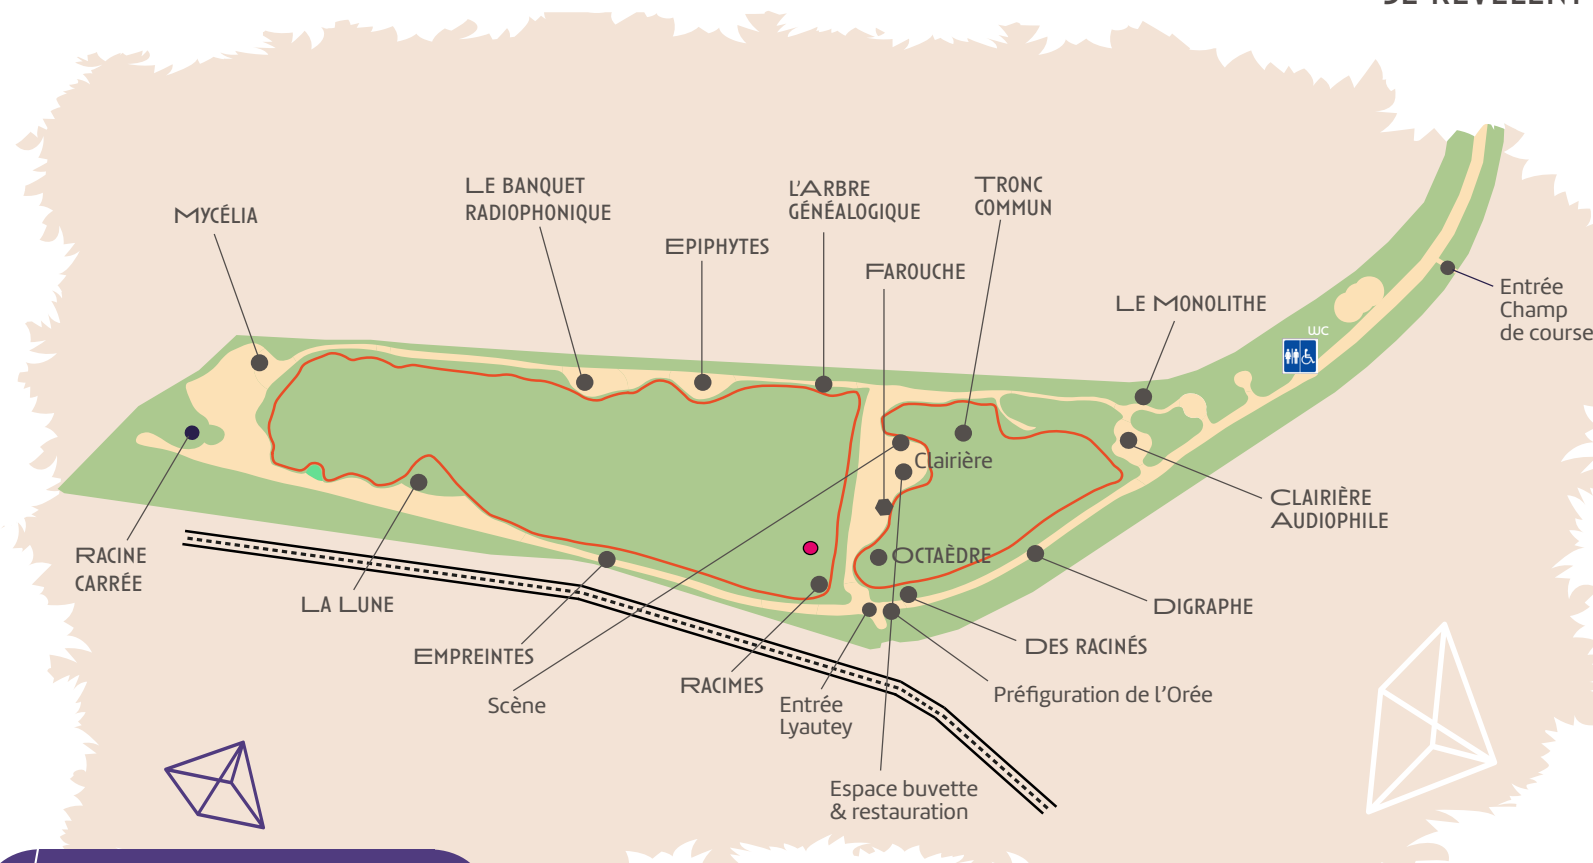 Mycélia
Le banquet
radiophonique
Epiphytes
L'Arbre
généalogique
Tronc
commun
Farouche
Le Monolithe
WC
Entrée
Champ
de course
Clairière
Clairière
Audiophile
Octaèdre
Racine
carrée
La Lune
Digraphe
Empreintes
Des Racinés
Racimes
Scène
Entrée
Lyautey
Préfiguration de l'Orée
Espace buvette
& restauration